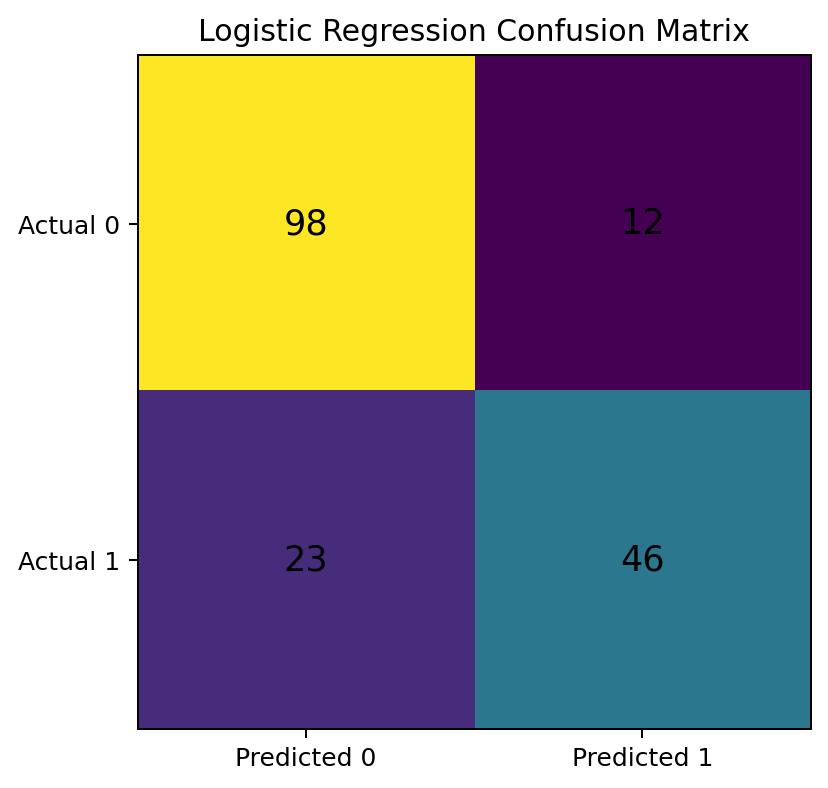 Logistic Regression Confusion Matrix
Actual 0
98
12
Actual 1
23
46
Predicted 0
Predicted 1